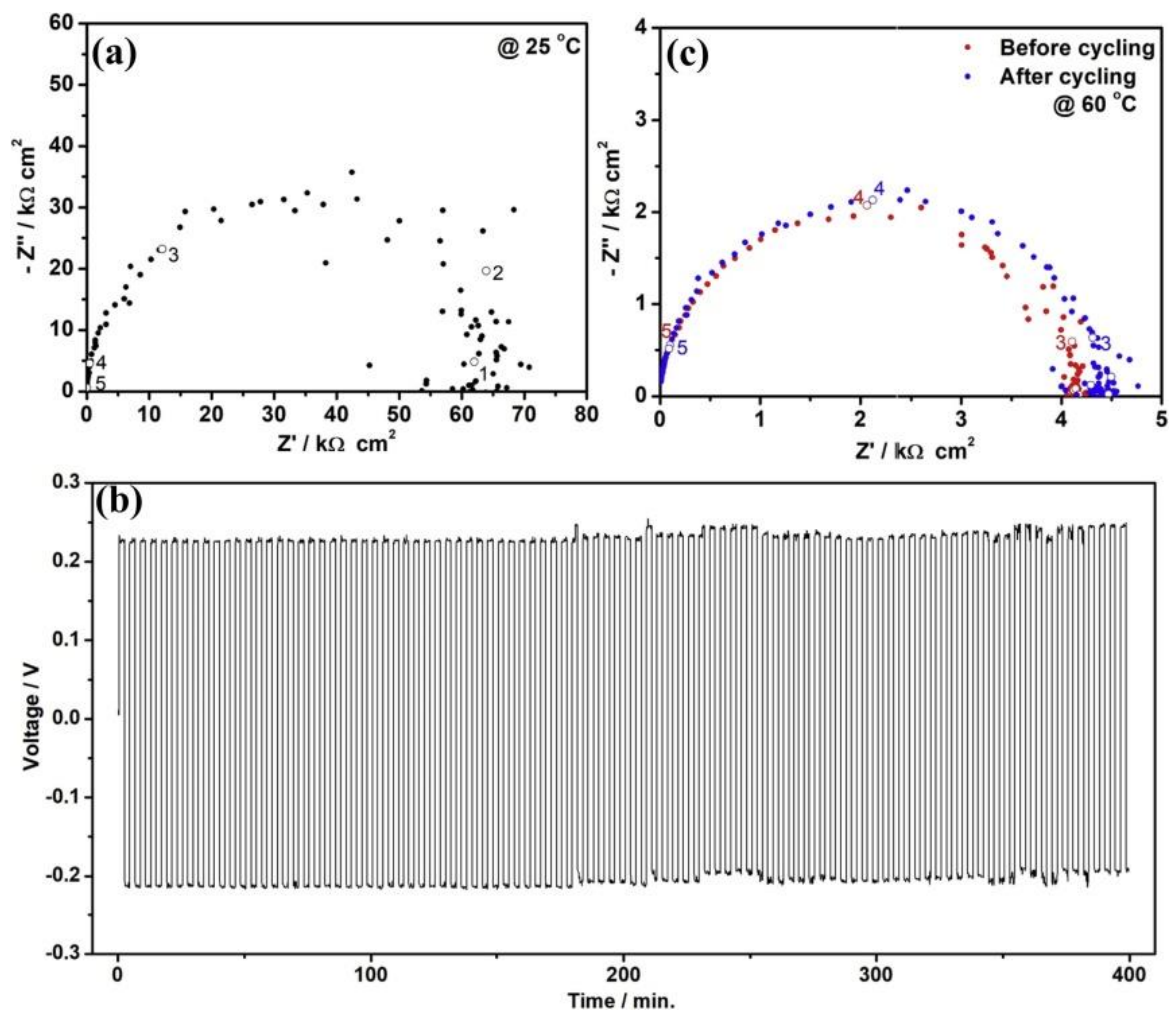 (a)
@ 25 °C
60
50
40
30
20
10
0
- Z'' / kΩ cm²
3
2
4
5
1
0 10 20 30 40 50 60 70 80
Z' / kΩ cm²
(c)
Before cycling
After cycling
@ 60 °C
4
3
2
1
0
- Z'' / kΩ cm²
4 4
5
5
3 3
0 1 2 3 4 5
Z' / kΩ cm²
(b)
0.3
0.2
0.1
0.0
-0.1
-0.2
-0.3
Voltage / V
0 100 200 300 400
Time / min.